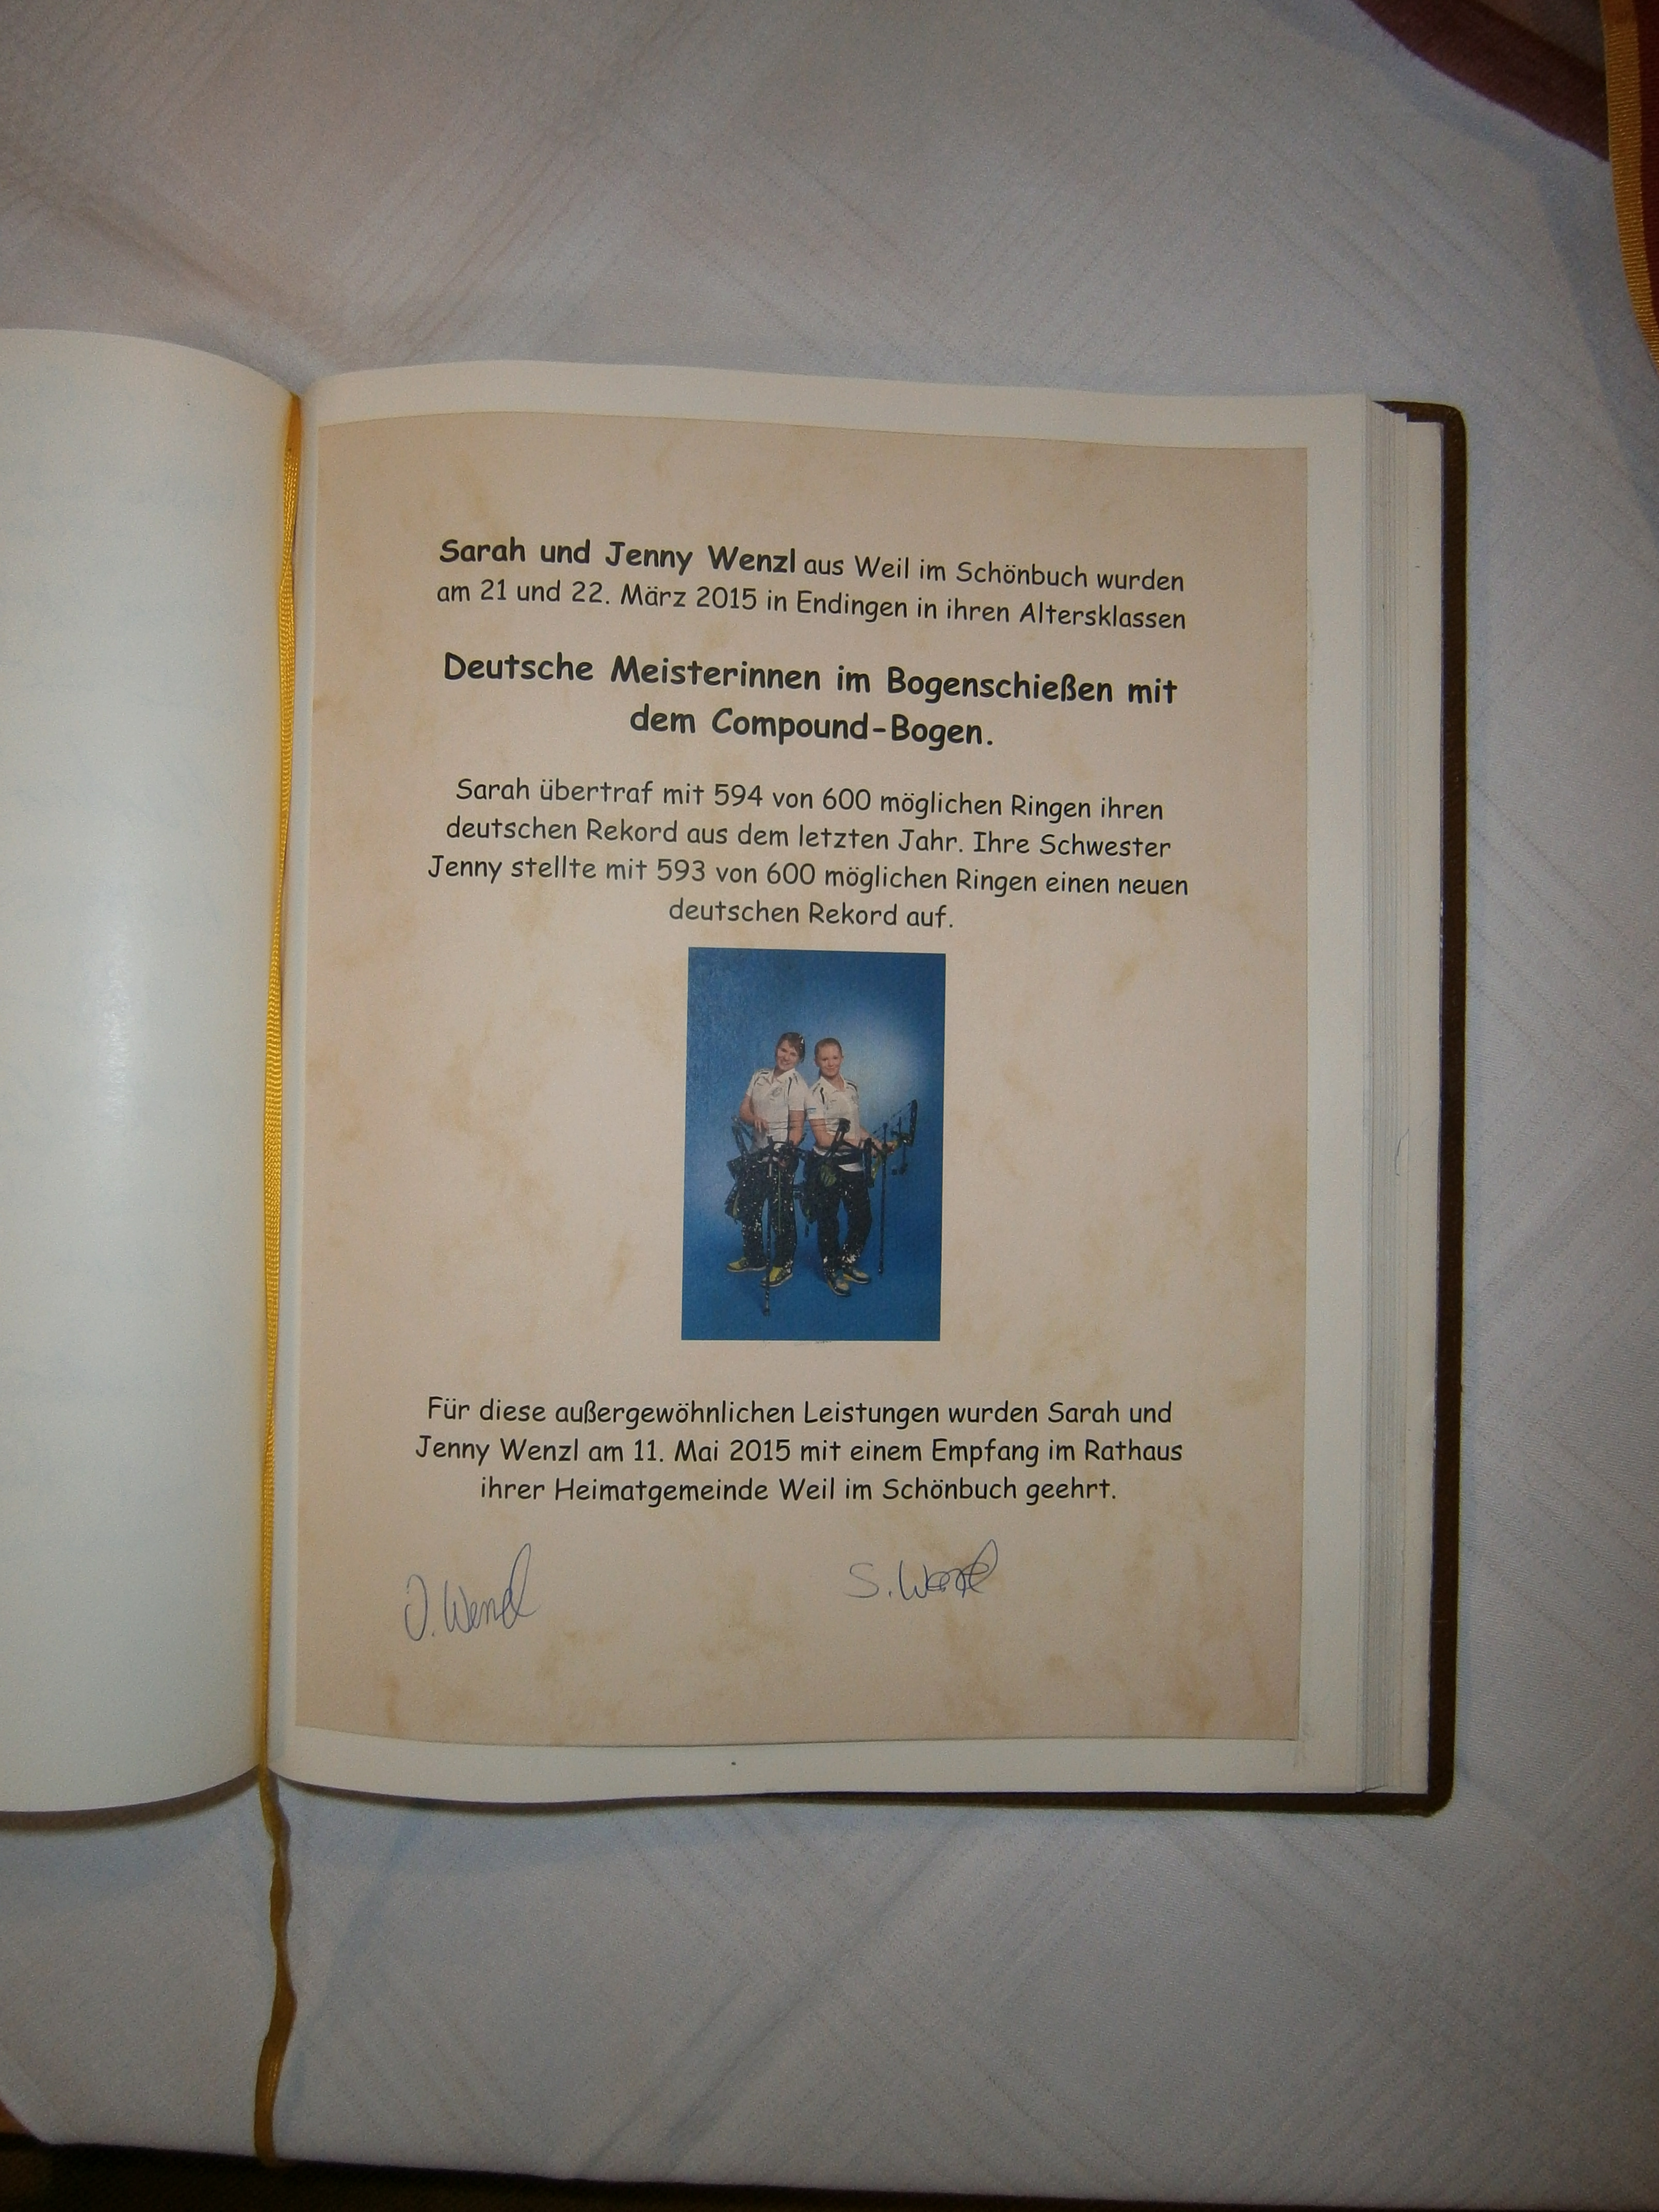 Sarah und Jenny Wenzl aus Weil im Schönbuch wurden
am 21 und 22. März 2015 in Endingen in ihren Altersklassen
Deutsche Meisterinnen im Bogenschießen mit
dem Compound-Bogen.
Sarah übertraf mit 594 von 600 möglichen Ringen ihren
deutschen Rekord aus dem letzten Jahr. Ihre Schwester
Jenny stellte mit 593 von 600 möglichen Ringen einen neuen
deutschen Rekord auf.
Für diese außergewöhnlichen Leistungen wurden Sarah und
Jenny Wenzl am 11. Mai 2015 mit einem Empfang im Rathaus
ihrer Heimatgemeinde Weil im Schönbuch geehrt.
J. Wenzl S. Wenzl